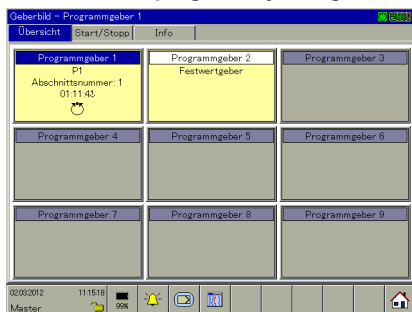 Geberbild - Programmgeber 1
Übersicht Start/Stopp Info
Programmgeber 1
P1
Abschnittsnummer: 1
01:11:43
Programmgeber 2
Festwertgeber
Programmgeber 3
Programmgeber 4
Programmgeber 5
Programmgeber 6
Programmgeber 7
Programmgeber 8
Programmgeber 9
02.03.2012 11:15:18
Master
99%